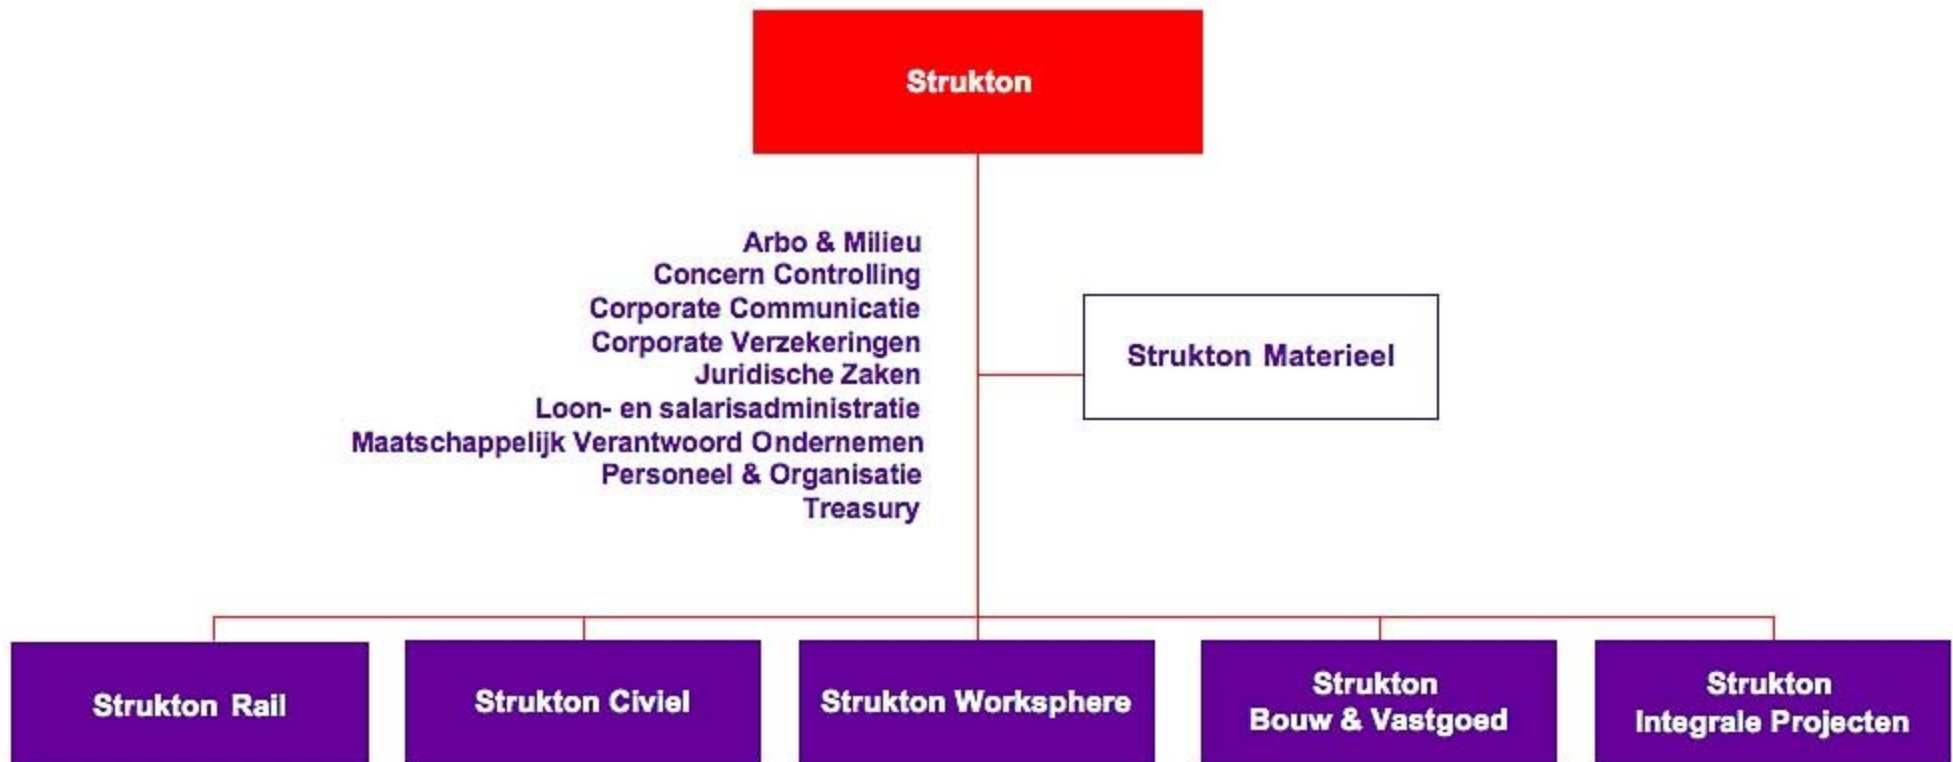 Strukton
Arbo & Milieu
Concern Controlling
Corporate Communicatie
Corporate Verzekeringen
Juridische Zaken
Loon- en salarisadministratie
Maatschappelijk Verantwoord Ondernemen
Personeel & Organisatie
Treasury
Strukton Materieel
Strukton Rail
Strukton Civiel
Strukton Worksphere
Strukton
Bouw & Vastgoed
Strukton
Integrale Projecten